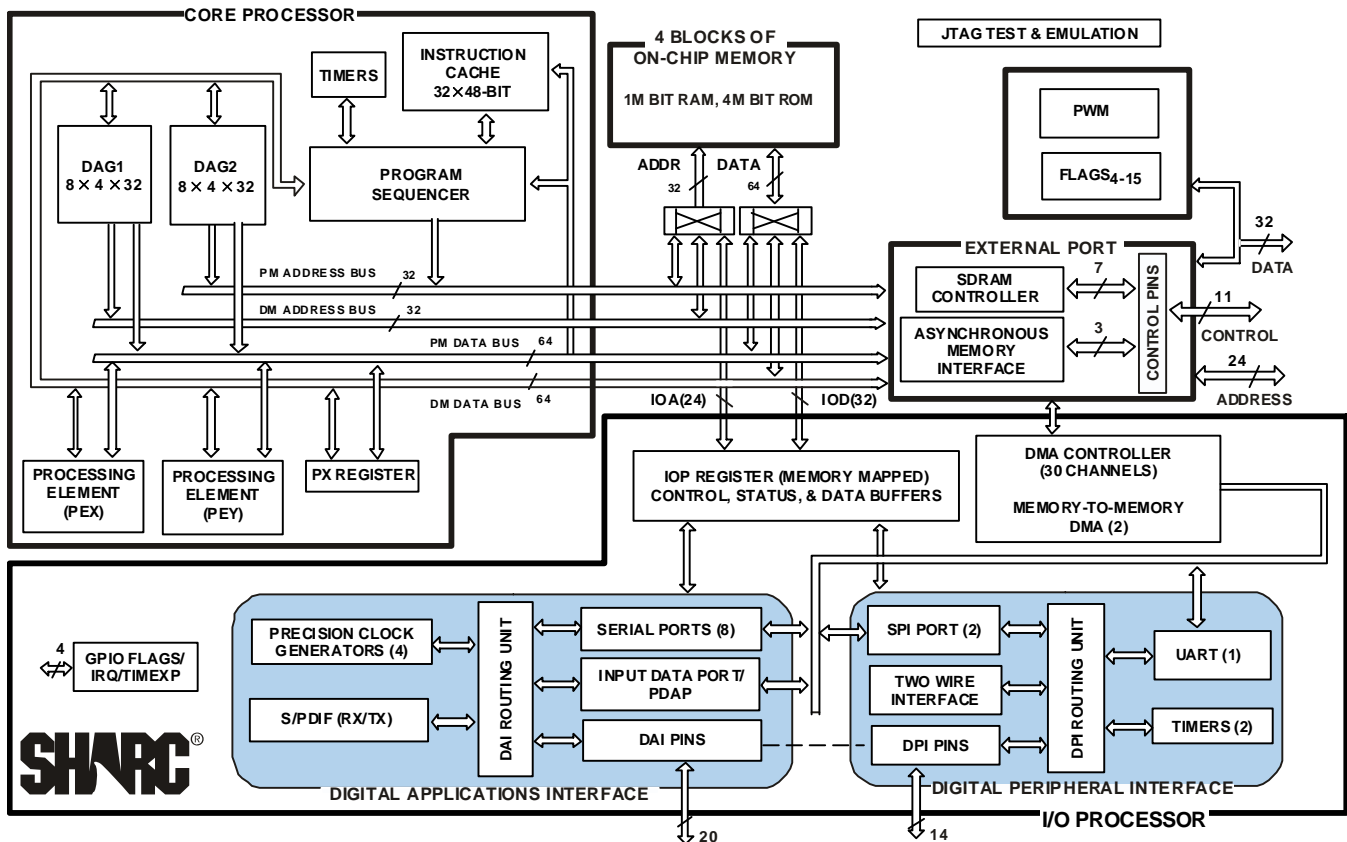 CORE PROCESSOR
TIMERS
INSTRUCTION
CACHE
32×48-BIT
DAG1
8×4×32
DAG2
8×4×32
PROGRAM
SEQUENCER
4 BLOCKS OF
ON-CHIP MEMORY
1M BIT RAM, 4M BIT ROM
ADDR
DATA
32
64
JTAG TEST & EMULATION
PWM
FLAGS4-15
32
DATA
EXTERNAL PORT
SDRAM
CONTROLLER
7
ASYNCHRONOUS
MEMORY
INTERFACE
3
CONTROL PINS
11
CONTROL
24
ADDRESS
PM ADDRESS BUS
32
DM ADDRESS BUS
32
PM DATA BUS
64
DM DATA BUS
64
IOA(24)
IOD(32)
PROCESSING
ELEMENT
(PEX)
PROCESSING
ELEMENT
(PEY)
PX REGISTER
IOP REGISTER (MEMORY MAPPED)
CONTROL, STATUS, & DATA BUFFERS
DMA CONTROLLER
(30 CHANNELS)
MEMORY-TO-MEMORY
DMA (2)
4
GPIO FLAGS/
IRQ/TIMEXP
PRECISION CLOCK
GENERATORS (4)
S/PDIF (RX/TX)
DAI ROUTING UNIT
SERIAL PORTS (8)
INPUT DATA PORT/
PDAP
DAI PINS
DIGITAL APPLICATIONS INTERFACE
20
SPI PORT (2)
TWO WIRE
INTERFACE
DPI PINS
DPI ROUTING UNIT
UART (1)
TIMERS (2)
DIGITAL PERIPHERAL INTERFACE
14
I/O PROCESSOR
SHARC®